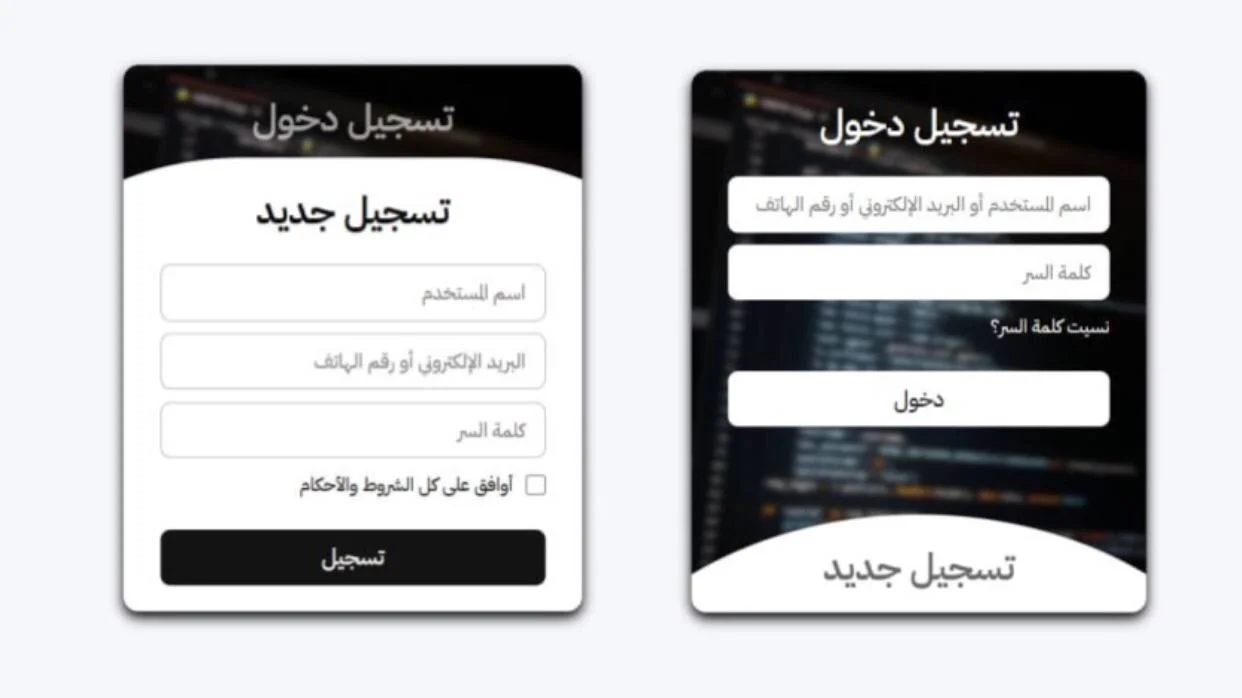 تسجيل دخول
اسم المستخدم أو البريد الإلكتروني أو رقم الهاتف
كلمة السر
نسيت كلمة السر؟
دخول
تسجيل جديد
تسجيل دخول
تسجيل جديد
اسم المستخدم
البريد الإلكتروني أو رقم الهاتف
كلمة السر
أوافق على كل الشروط والأحكام
تسجيل